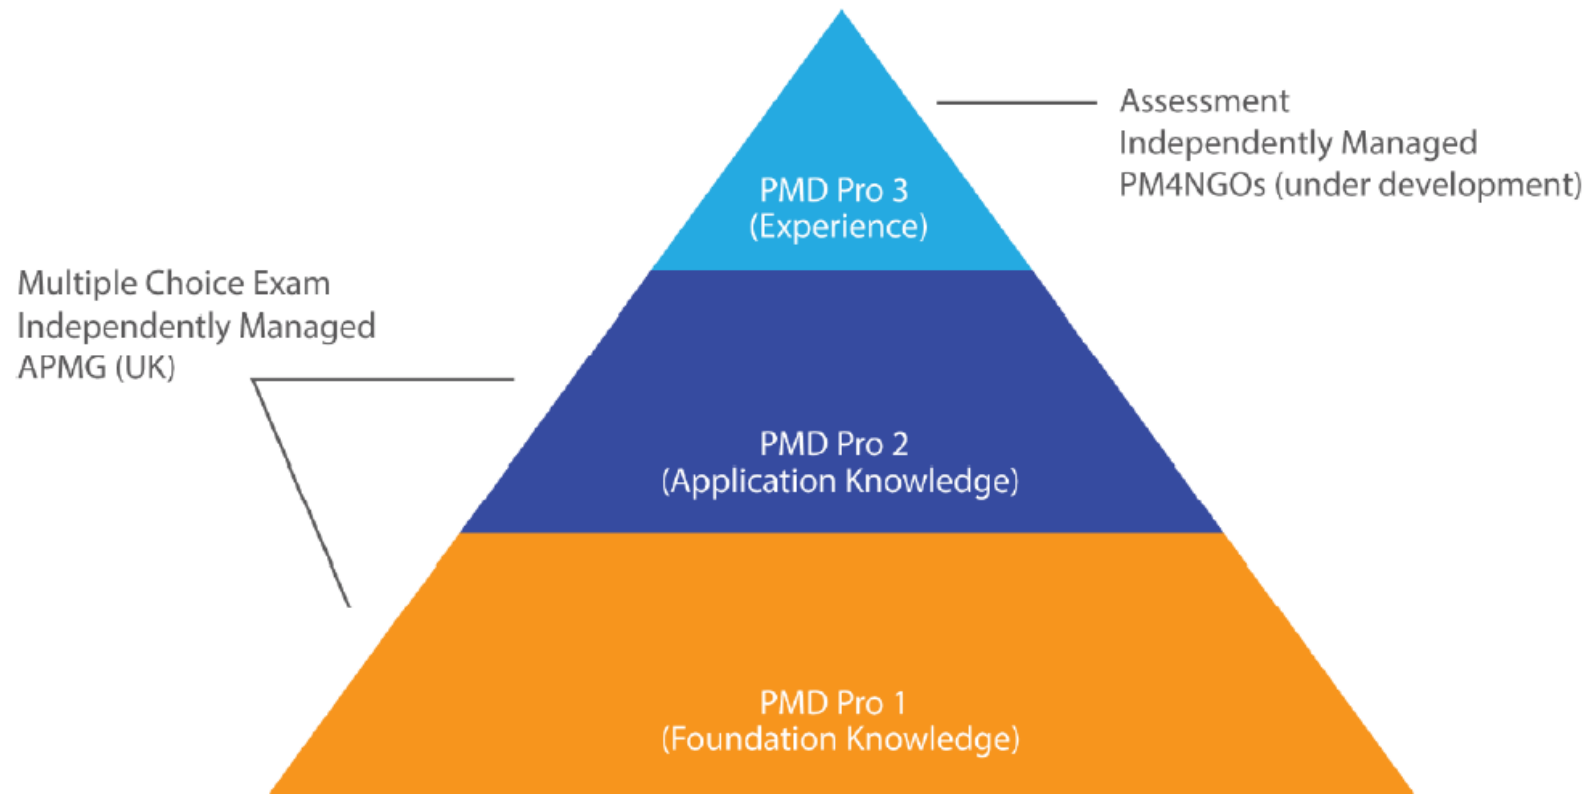 Assessment
Independently Managed
PM4NGOs (under development)
PMD Pro 3
(Experience)
Multiple Choice Exam
Independently Managed
APMG (UK)
PMD Pro 2
(Application Knowledge)
PMD Pro 1
(Foundation Knowledge)